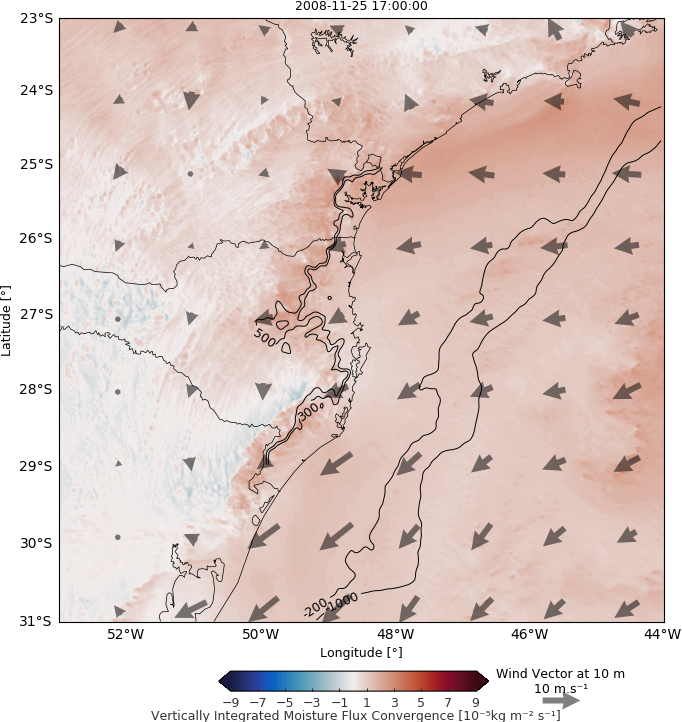 2008-11-25 17:00:00
23°S
24°S
25°S
26°S
27°S
28°S
29°S
30°S
31°S
Latitude [°]
500
300
-200
-1000
52°W 50°W 48°W 46°W 44°W
Longitude [°]
Wind Vector at 10 m
10 m.s⁻¹
−9 −7 −5 −3 −1 1 3 5 7 9
Vertically Integrated Moisture Flux Convergence [10⁻⁵kg m⁻² s⁻¹]